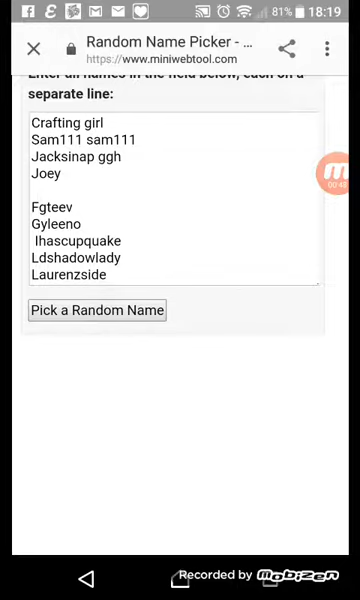 81% 18:19
Random Name Picker - ...
https://www.miniwebtool.com
Enter all names in the field below, each on a
separate line:
Crafting girl
Sam111 sam111
Jacksinap ggh
Joey
Fgteev
Gyleeno
Ihascupquake
Ldshadowlady
Laurenzside
00:48
Pick a Random Name
Recorded by mobizen